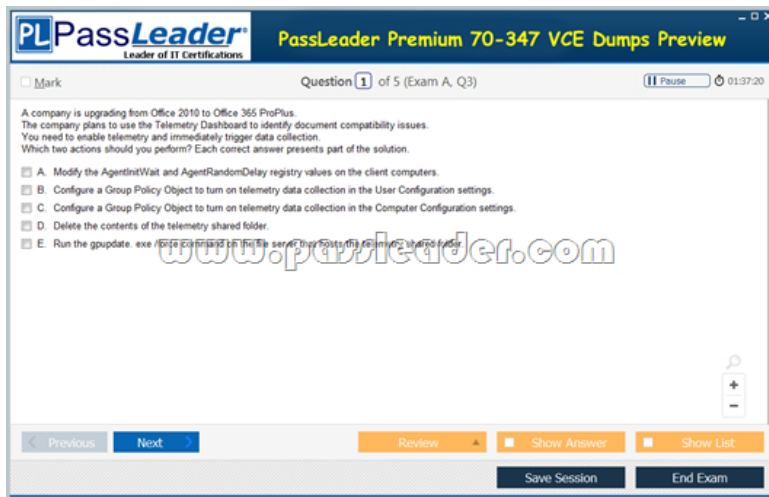 PL PassLeader®
Leader of IT Certifications
PassLeader Premium 70-347 VCE Dumps Preview
Mark
Question 1 of 5 (Exam A, Q3)
Pause
01:37:20
A company is upgrading from Office 2010 to Office 365 ProPlus.
The company plans to use the Telemetry Dashboard to identify document compatibility issues.
You need to enable telemetry and immediately trigger data collection.
Which two actions should you perform? Each correct answer presents part of the solution.
A. Modify the AgentInitWait and AgentRandomDelay registry values on the client computers.
B. Configure a Group Policy Object to turn on telemetry data collection in the User Configuration settings.
C. Configure a Group Policy Object to turn on telemetry data collection in the Computer Configuration settings.
D. Delete the contents of the telemetry shared folder.
E. Run the gpupdate. exe /force command on the file server that hosts the telemetry shared folder.
www.passleader.com
Previous
Next
Review
Show Answer
Show List
Save Session
End Exam